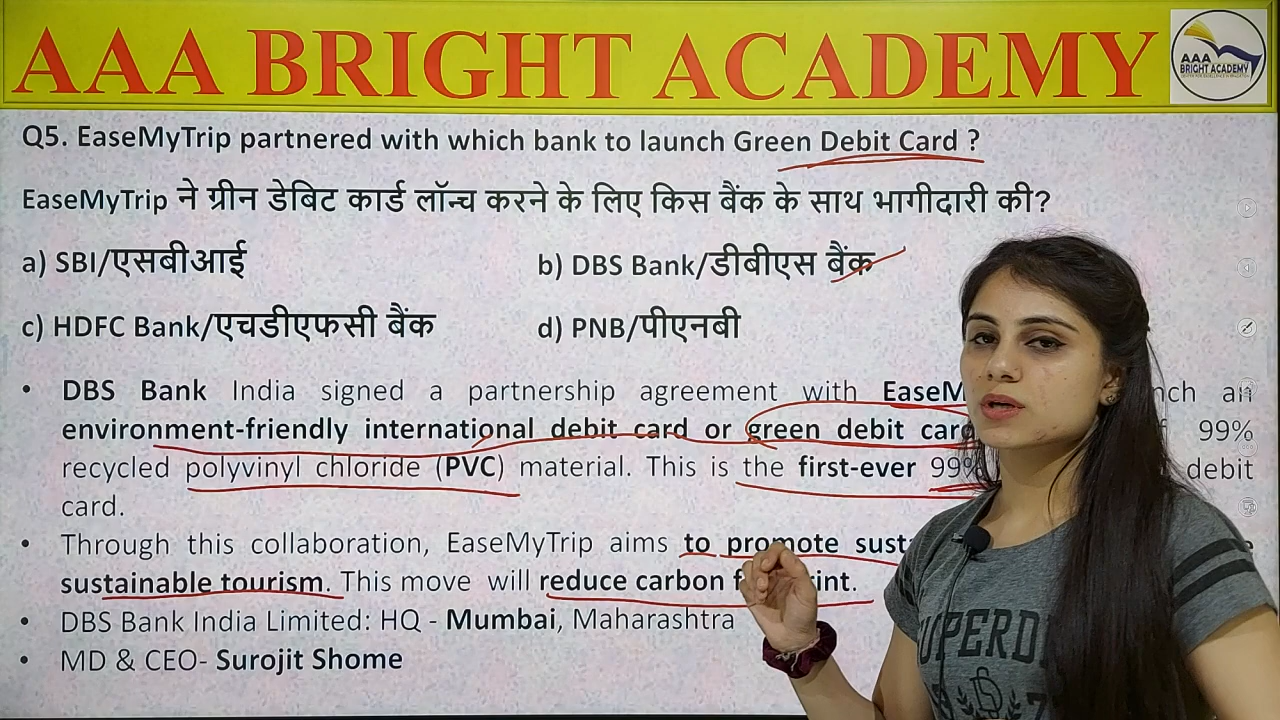 AAA BRIGHT ACADEMY
AAA
BRIGHT ACADEMY
Q5. EaseMyTrip partnered with which bank to launch Green Debit Card ?
EaseMyTrip ने ग्रीन डेबिट कार्ड लॉन्च करने के लिए किस बैंक के साथ भागीदारी की?
a) SBI/एसबीआई b) DBS Bank/डीबीएस बैंक
c) HDFC Bank/एचडीएफसी बैंक d) PNB/पीएनबी
• DBS Bank India signed a partnership agreement with an
environment-friendly international debit card or green debit card 99%
recycled polyvinyl chloride (PVC) material. This is the first-ever 99% debit
card.
• Through this collaboration, EaseMyTrip aims to promote
sustainable tourism. This move will reduce carbon
DBS Bank India Limited: HQ - Mumbai, Maharashtra
• MD & CEO- Surojit Shome